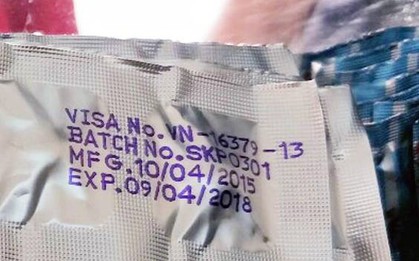 VISA No. VN-16379-13
BATCH No. SKP0301
MFG. 10/04/2015
EXP. 09/04/2018